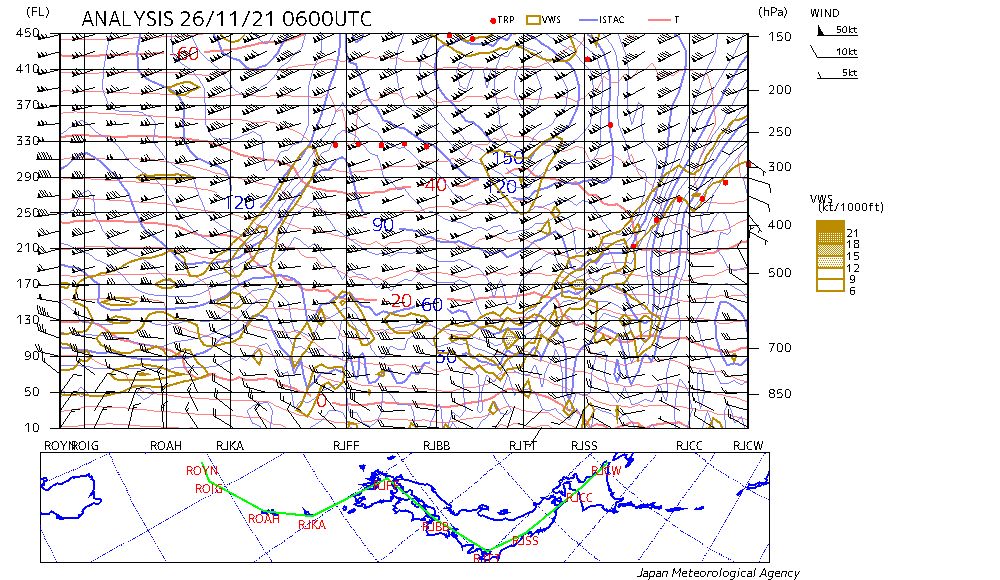 (FL) ANALYSIS 26/11/21 0600UTC TRP VWS ISTAC T (hPa) WIND
450 150 50kt
10kt
5kt
60
410
200
370
250
330
150
300
290 40 20
120
VWS
(kt/1000ft)
250 90 400
21
210 18
15
500 12
170 9
20 60 6
130
700
90 30
50 0 850
10
ROYN ROIG ROAH RJKA RJFF RJBB RJTT RJSS RJCC RJCW
ROYN RJCW
ROIG
RJCC
ROAH
RJKA RJBB
RJSS
Japan Meteorological Agency